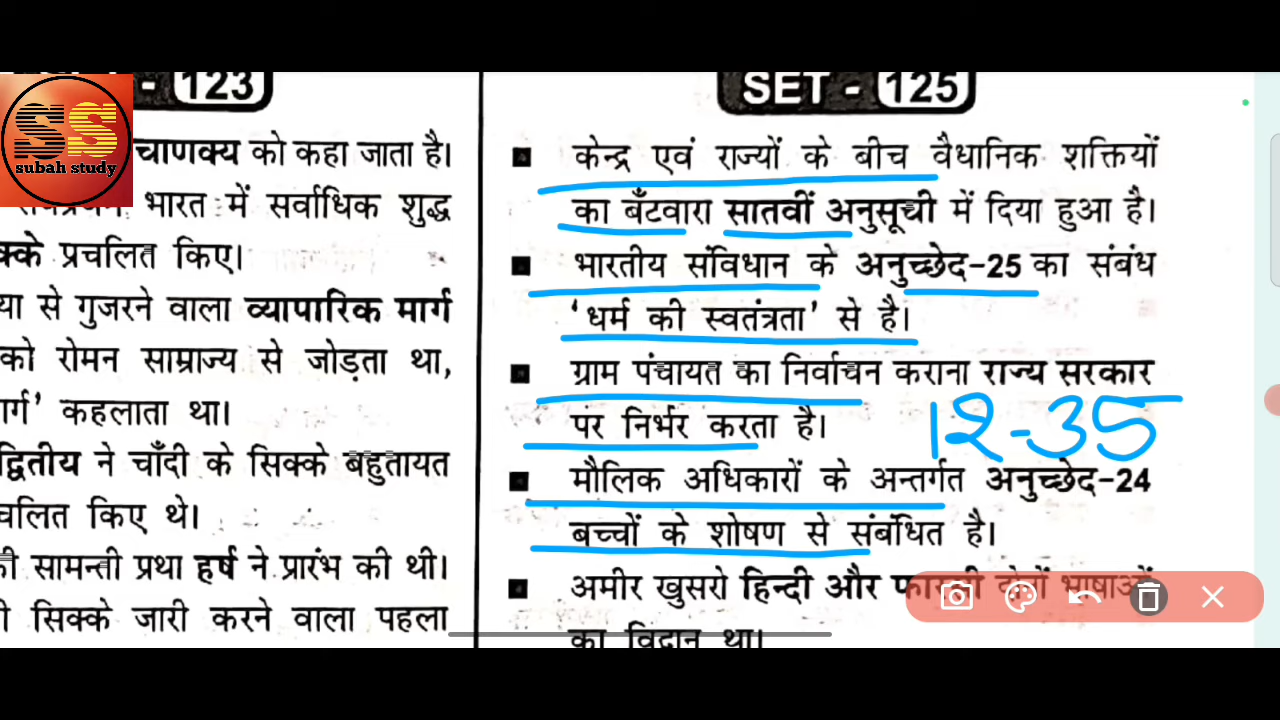 - 123
SS
subah study
चाणक्य को कहा जाता है।
भारत में सर्वाधिक शुद्ध
क्के प्रचलित किए।
या से गुजरने वाला व्यापारिक मार्ग
को रोमन साम्राज्य से जोड़ता था,
ार्ग' कहलाता था।
द्वितीय ने चाँदी के सिक्के बहुतायत
चलित किए थे।
की सामन्ती प्रथा हर्ष ने प्रारंभ की थी।
सिक्के जारी करने वाला पहला
SET - 125
▪ केन्द्र एवं राज्यों के बीच वैधानिक शक्तियों
का बँटवारा सातवीं अनुसूची में दिया हुआ है।
▪ भारतीय संविधान के अनुच्छेद-25 का संबंध
'धर्म की स्वतंत्रता' से है।
▪ ग्राम पंचायत का निर्वाचन कराना राज्य सरकार
पर निर्भर करता है।
12-35
▪ मौलिक अधिकारों के अन्तर्गत अनुच्छेद-24
बच्चों के शोषण से संबंधित है।
▪ अमीर खुसरो हिन्दी और फारसी दोनों भाषाओं
का विद्वान था।